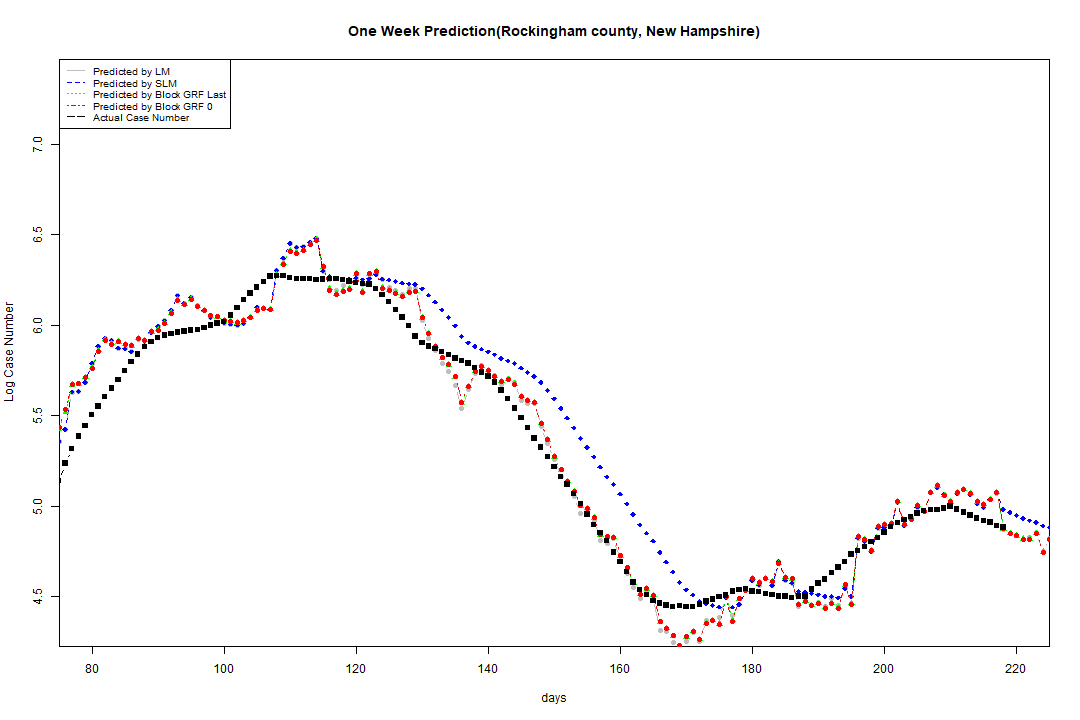 One Week Prediction(Rockingham county, New Hampshire)
Predicted by LM
Predicted by SLM
Predicted by Block GRF Last
Predicted by Block GRF 0
Actual Case Number
Log Case Number
7.0
6.5
6.0
5.5
5.0
4.5
80 100 120 140 160 180 200 220
days